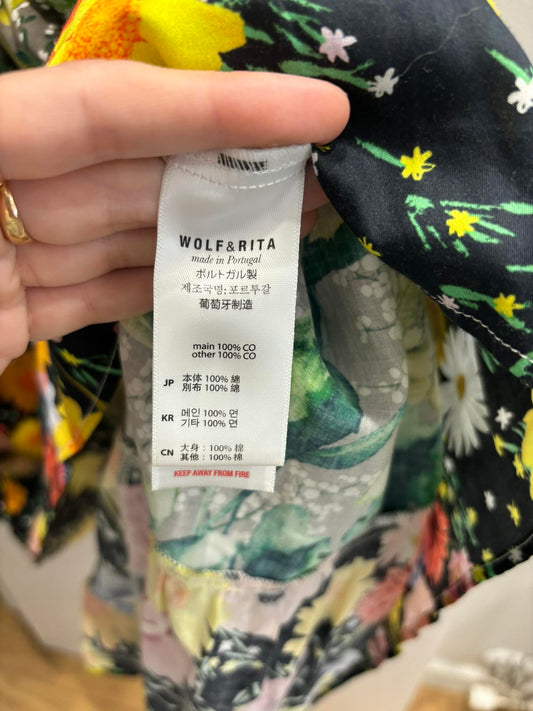 WOLF & RITA
made in Portugal
ポルトガル製
제조국명: 포르투갈
葡萄牙制造
main 100% CO
other 100% CO
JP 本体 100% 綿
別布 100% 綿
KR 메인 100% 면
기타 100% 면
CN 大身 : 100% 棉
其他 : 100% 棉
KEEP AWAY FROM FIRE